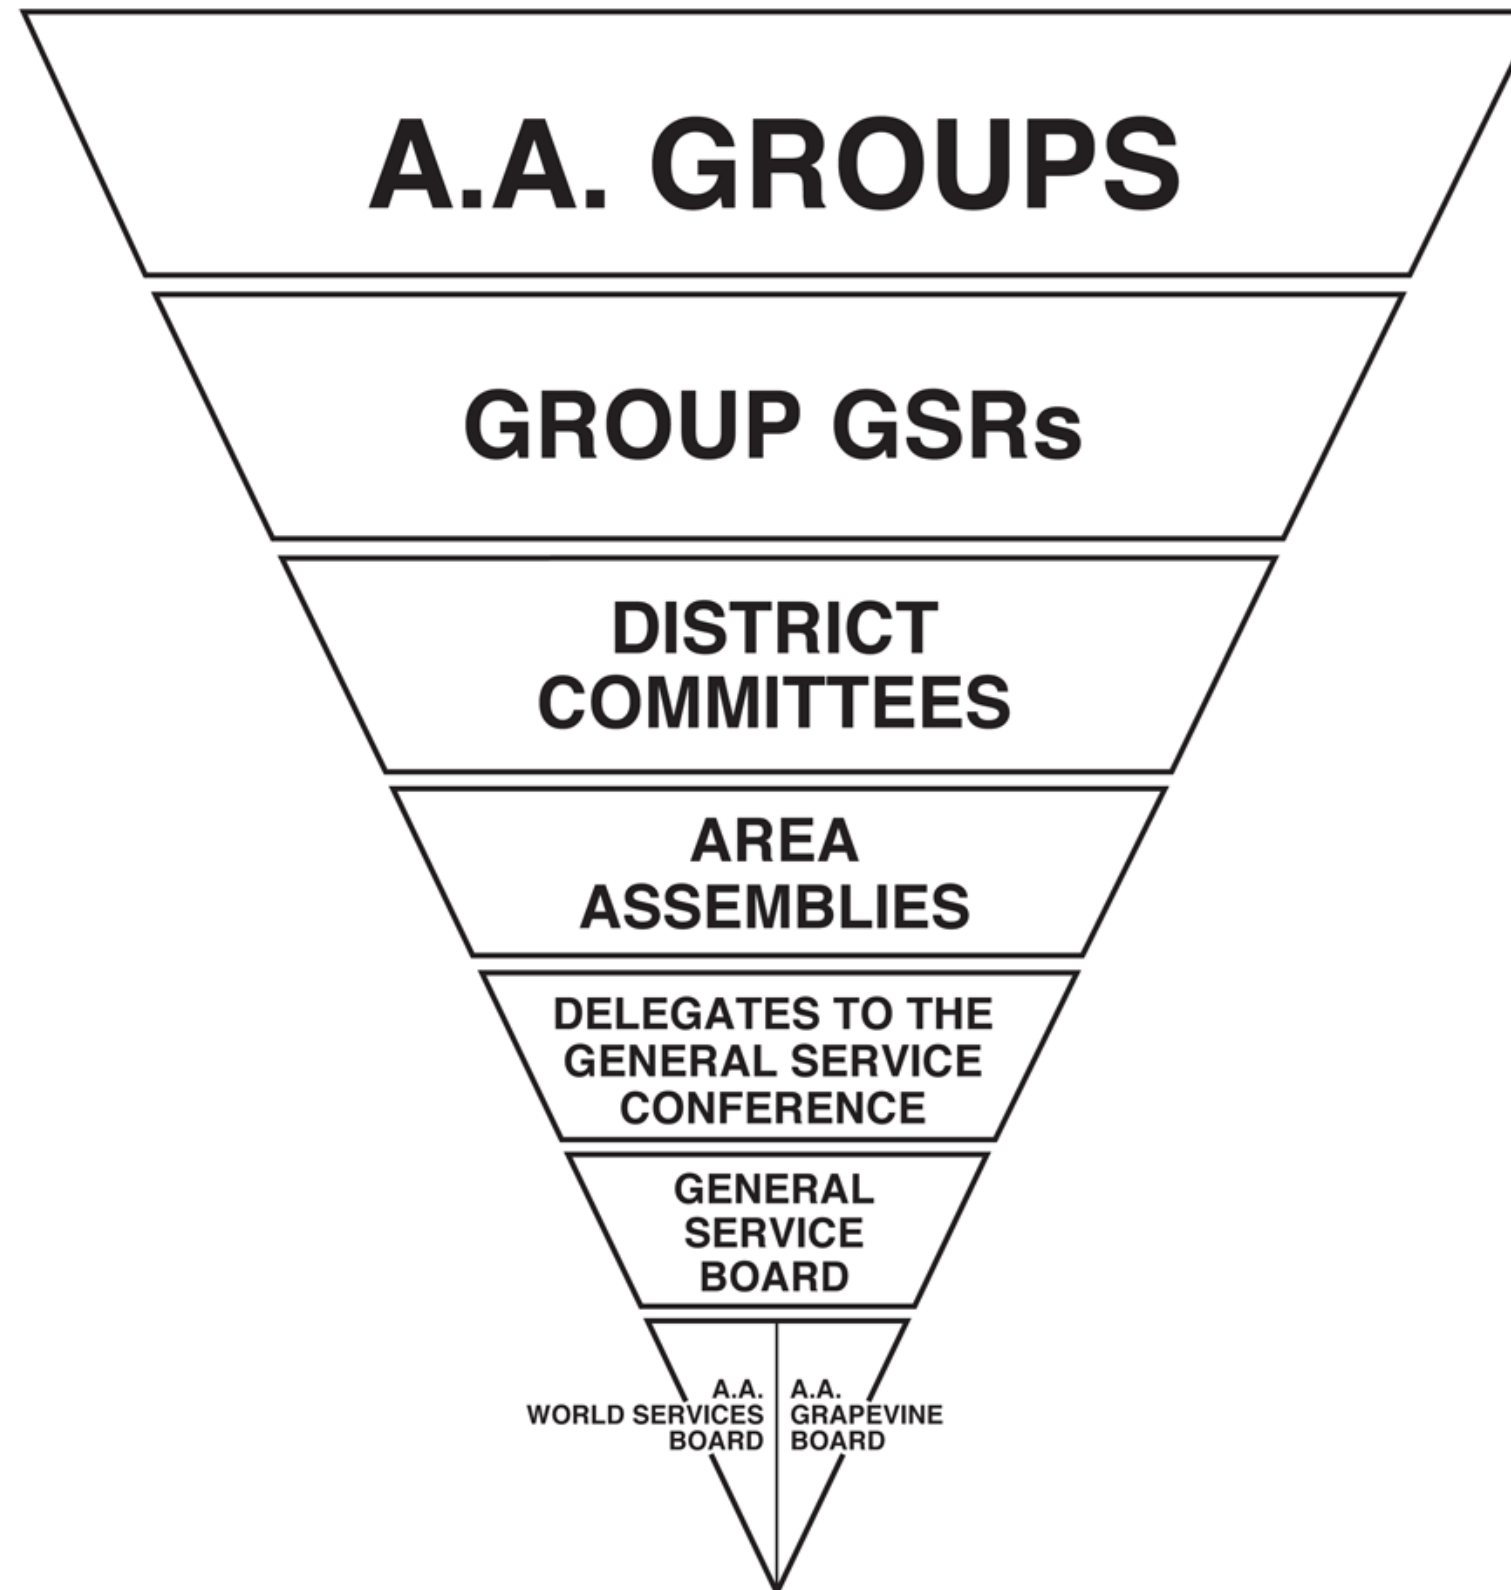 A.A. GROUPS
GROUP GSRs
DISTRICT
COMMITTEES
AREA
ASSEMBLIES
DELEGATES TO THE
GENERAL SERVICE
CONFERENCE
GENERAL
SERVICE
BOARD
A.A.
WORLD SERVICES
BOARD
A.A.
GRAPEVINE
BOARD